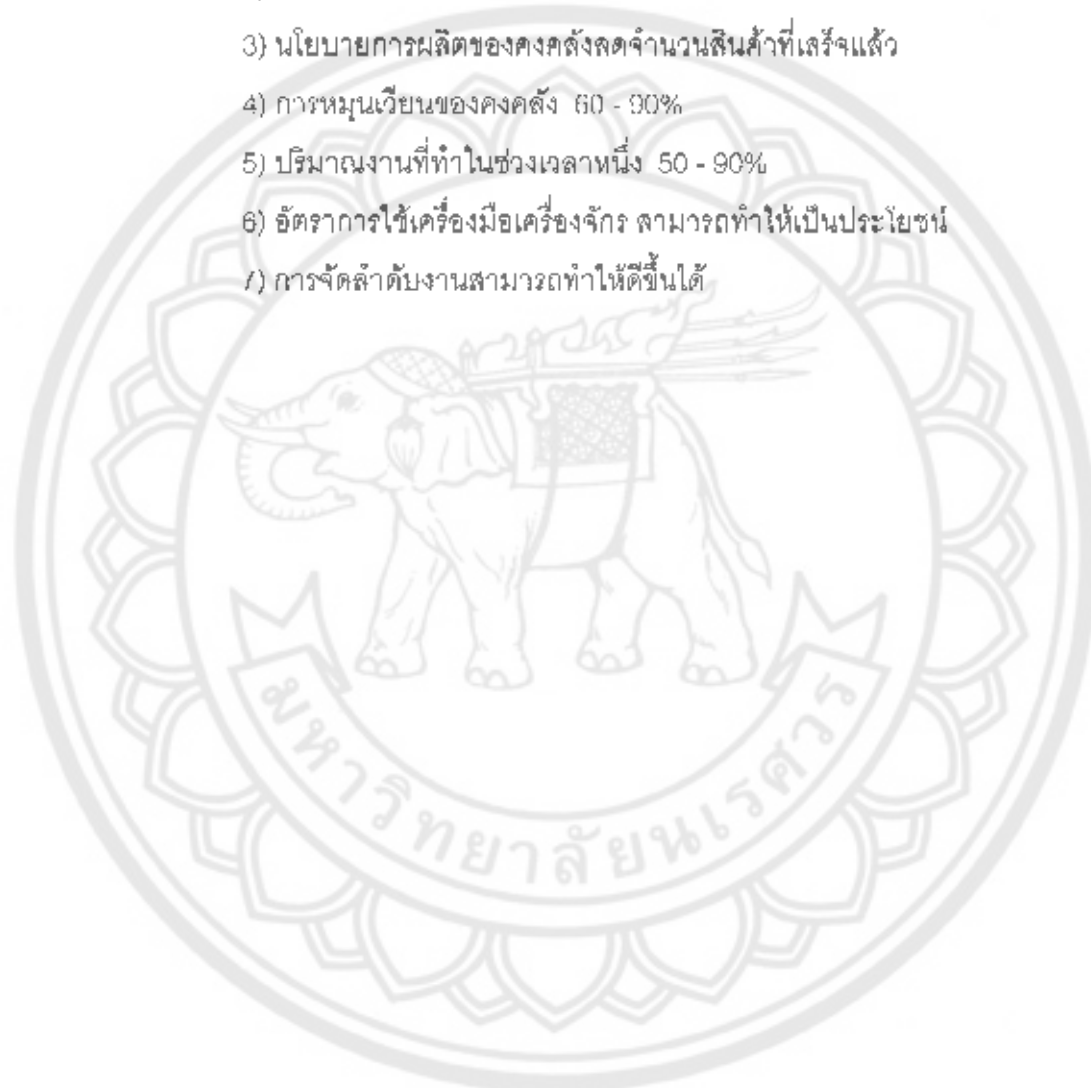 3) นโยบายการผลิตของคงคลังลดจำนวนสินค้าที่เสร็จแล้ว
4) การหมุนเวียนของคงคลัง 60 - 90%
5) ปริมาณงานที่ทำในช่วงเวลาหนึ่ง 50 - 90%
6) อัตราการใช้เครื่องมือเครื่องจักร สามารถทำให้เป็นประโยชน์
7) การจัดลำดับงานสามารถทำให้ดีขึ้นได้
มหาวิทยาลัยนเรศวร